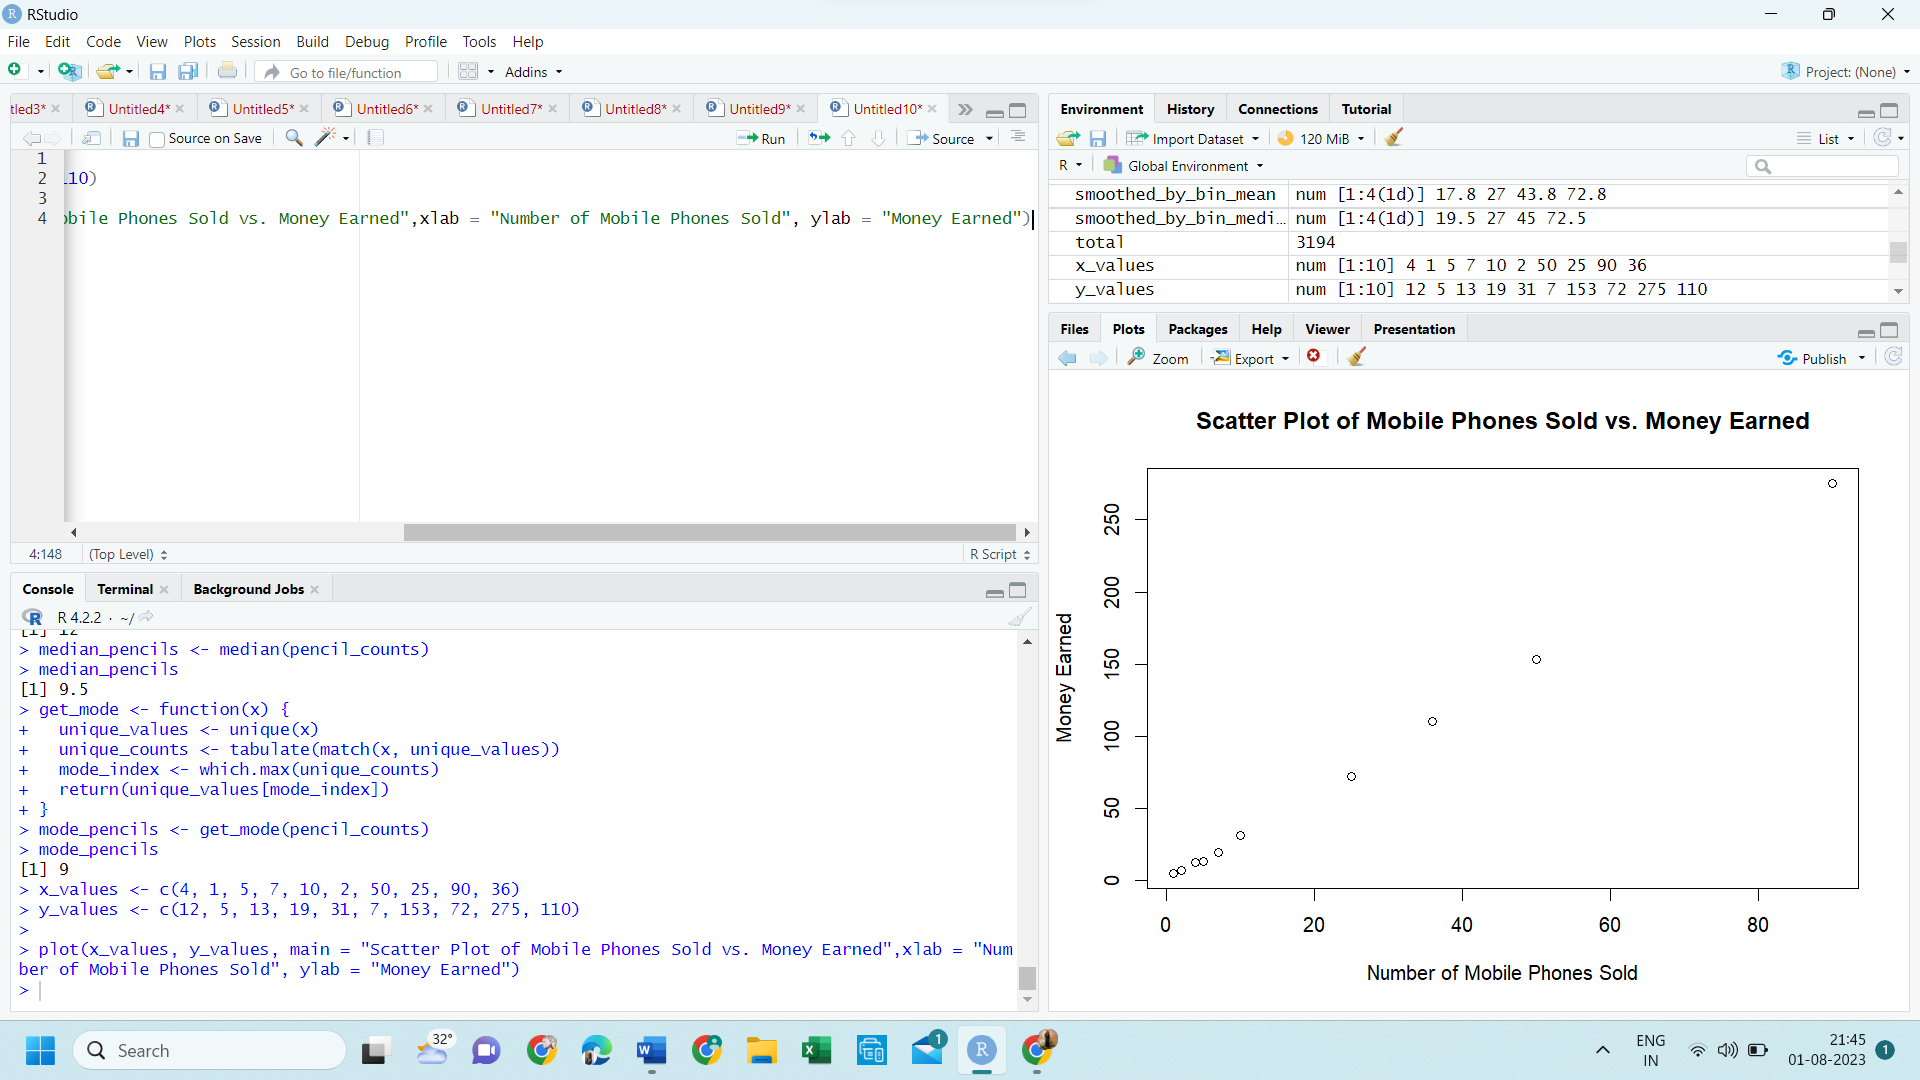 RStudio
File Edit Code View Plots Session Build Debug Profile Tools Help
Go to file/function Addins Project: (None)
tled3* Untitled4* Untitled5* Untitled6* Untitled7* Untitled8* Untitled9* Untitled10*
Source on Save Run Source
1
2 110)
3
4 obile Phones Sold vs. Money Earned",xlab = "Number of Mobile Phones Sold", ylab = "Money Earned")
4:148 (Top Level) R Script
Console Terminal Background Jobs
R 4.2.2 · ~/
[1] 12
> median_pencils <- median(pencil_counts)
> median_pencils
[1] 9.5
> get_mode <- function(x) {
+   unique_values <- unique(x)
+   unique_counts <- tabulate(match(x, unique_values))
+   mode_index <- which.max(unique_counts)
+   return(unique_values[mode_index])
+ }
> mode_pencils <- get_mode(pencil_counts)
> mode_pencils
[1] 9
> x_values <- c(4, 1, 5, 7, 10, 2, 50, 25, 90, 36)
> y_values <- c(12, 5, 13, 19, 31, 7, 153, 72, 275, 110)
>
> plot(x_values, y_values, main = "Scatter Plot of Mobile Phones Sold vs. Money Earned",xlab = "Num
ber of Mobile Phones Sold", ylab = "Money Earned")
>
Environment History Connections Tutorial
Import Dataset 120 MiB List
R Global Environment
smoothed_by_bin_mean num [1:4(1d)] 17.8 27 43.8 72.8
smoothed_by_bin_medi… num [1:4(1d)] 19.5 27 45 72.5
total 3194
x_values num [1:10] 4 1 5 7 10 2 50 25 90 36
y_values num [1:10] 12 5 13 19 31 7 153 72 275 110
Files Plots Packages Help Viewer Presentation
Zoom Export Publish
Scatter Plot of Mobile Phones Sold vs. Money Earned
Money Earned
250
200
150
100
50
0
0 20 40 60 80
Number of Mobile Phones Sold
Search 32° 1 ENG
IN
21:45
01-08-2023 1